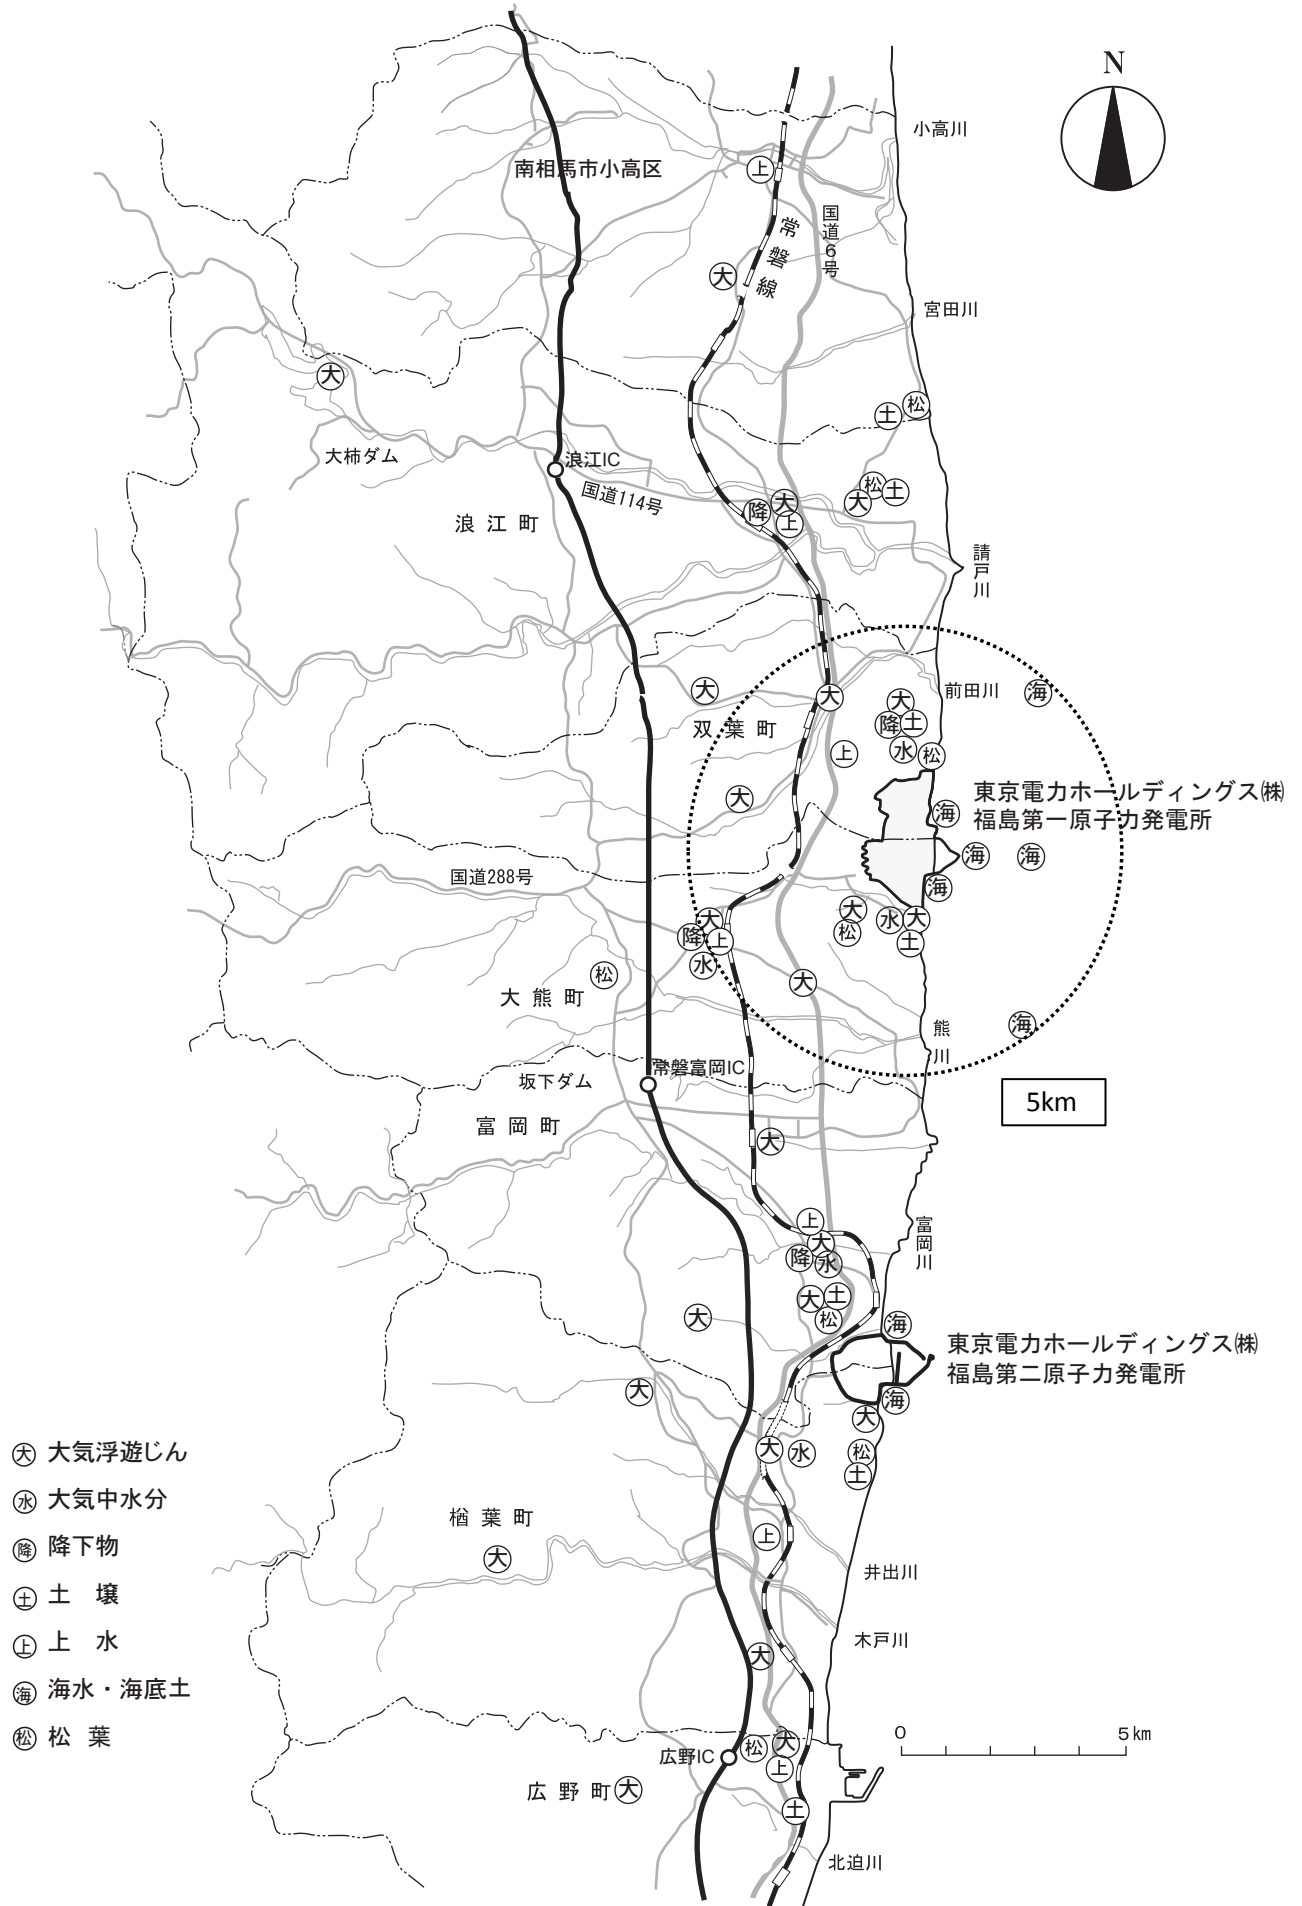 N
小高川
南相馬市小高区
上
国道6号
常磐線
大
宮田川
大
松
土
大柿ダム
浪江IC
国道114号
松
土
大
大
降
上
浪江町
請戸川
大
大
前田川
海
大
降
土
双葉町
上
水
松
大
東京電力ホールディングス㈱
福島第一原子力発電所
海
海
海
海
国道288号
大
松
水
大
土
大
降
上
水
松
大
大熊町
海
熊川
常磐富岡IC
坂下ダム
5km
富岡町
大
上
富岡川
大
降
水
大
土
松
大
海
東京電力ホールディングス㈱
福島第二原子力発電所
大
海
大
大
水
松
土
大 大気浮遊じん
水 大気中水分
降 降下物
土 土壌
上 上水
海 海水・海底土
松 松葉
楢葉町
上
大
井出川
木戸川
大
0 5km
広野IC
松
大
上
広野町
大
土
北迫川